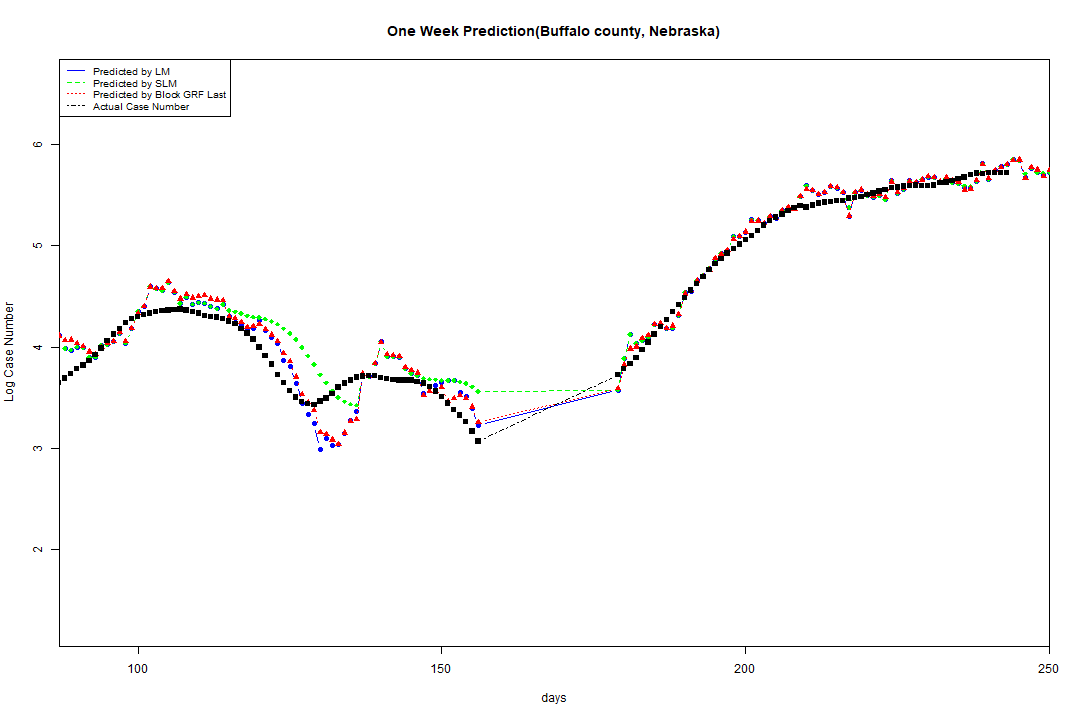 One Week Prediction(Buffalo county, Nebraska)
Predicted by LM
Predicted by SLM
Predicted by Block GRF Last
Actual Case Number
6
5
4
3
2
Log Case Number
100
150
200
250
days